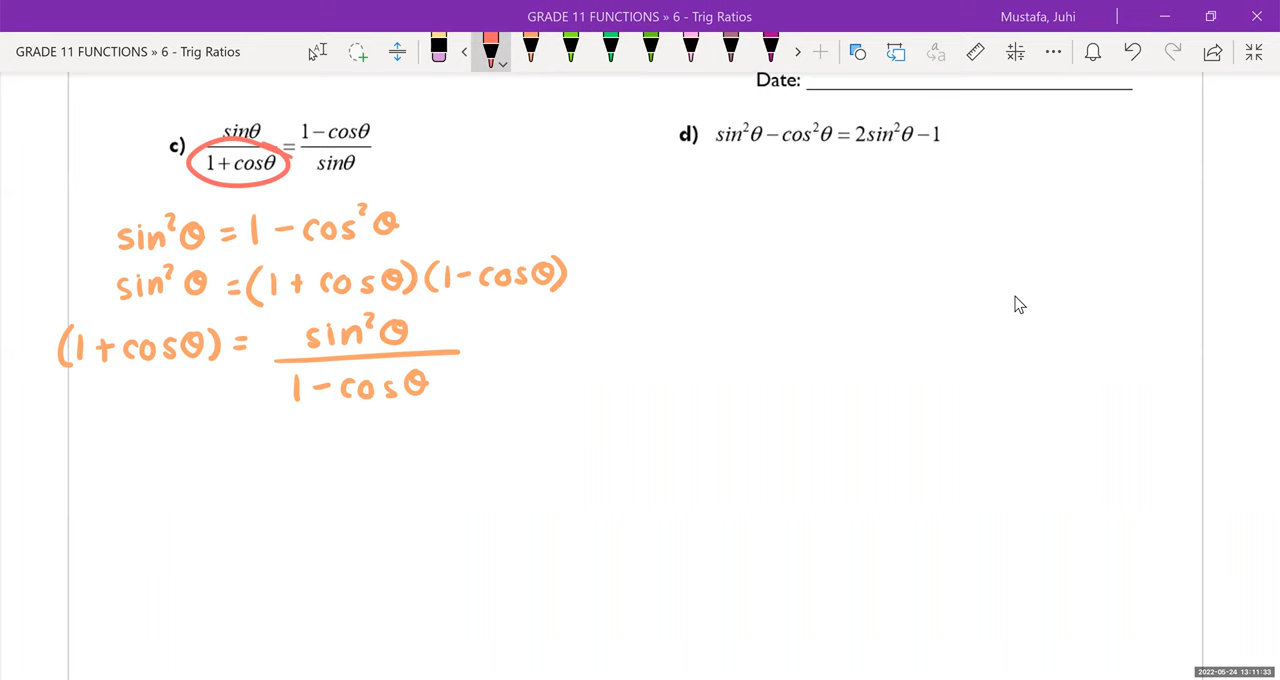 GRADE 11 FUNCTIONS » 6 - Trig Ratios
Mustafa, Juhi
GRADE 11 FUNCTIONS » 6 - Trig Ratios
Date:
c) sinθ/(1+cosθ) = (1−cosθ)/sinθ
d) sin²θ − cos²θ = 2sin²θ − 1
sin²θ = 1 − cos²θ
sin²θ = (1 + cosθ)(1 − cosθ)
(1 + cosθ) = sin²θ/(1 − cosθ)
2022-05-24 13:11:33